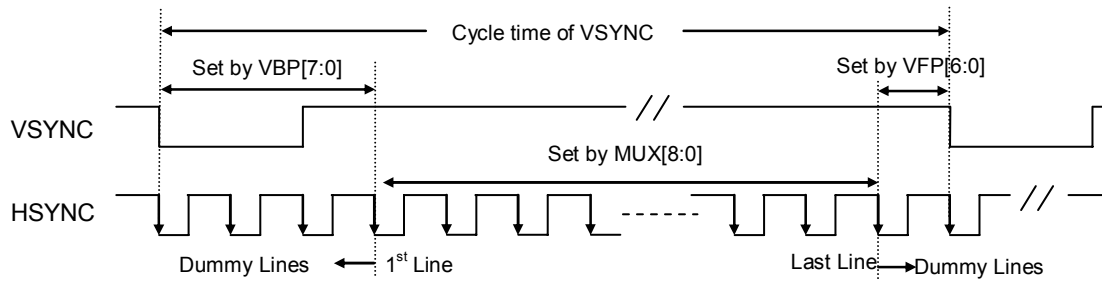 Cycle time of VSYNC
Set by VBP[7:0]
Set by VFP[6:0]
VSYNC
Set by MUX[8:0]
HSYNC
Dummy Lines
1st Line
Last Line
Dummy Lines